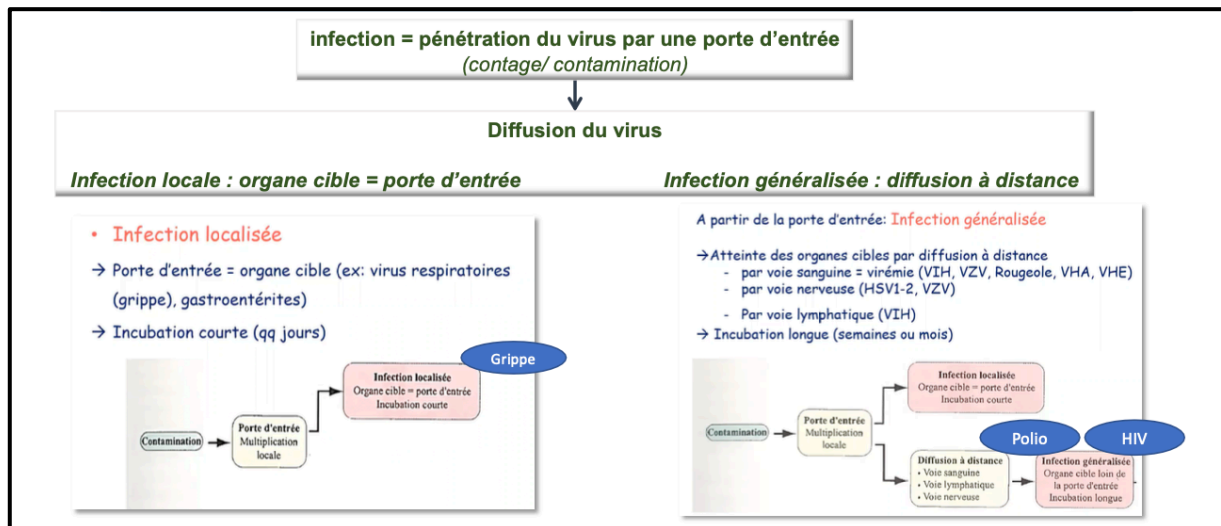 infection = pénétration du virus par une porte d'entrée
(contage/ contamination)
Diffusion du virus
Infection locale : organe cible = porte d'entrée
Infection généralisée : diffusion à distance
• Infection localisée
→ Porte d'entrée = organe cible (ex: virus respiratoires
(grippe), gastroentérites)
→ Incubation courte (qq jours)
Grippe
Infection localisée
Organe cible = porte d'entrée
Incubation courte
Contamination
Porte d'entrée
Multiplication
locale
A partir de la porte d'entrée: Infection généralisée
→Atteinte des organes cibles par diffusion à distance
- par voie sanguine = virémie (VIH, VZV, Rougeole, VHA, VHE)
- par voie nerveuse (HSV1-2, VZV)
- Par voie lymphatique (VIH)
→ Incubation longue (semaines ou mois)
Infection localisée
Organe cible = porte d'entrée
Incubation courte
Contamination
Porte d'entrée
Multiplication
locale
Polio
HIV
Diffusion à distance
• Voie sanguine
• Voie lymphatique
• Voie nerveuse
Infection généralisée
Organe cible loin de
la porte d'entrée
Incubation longue